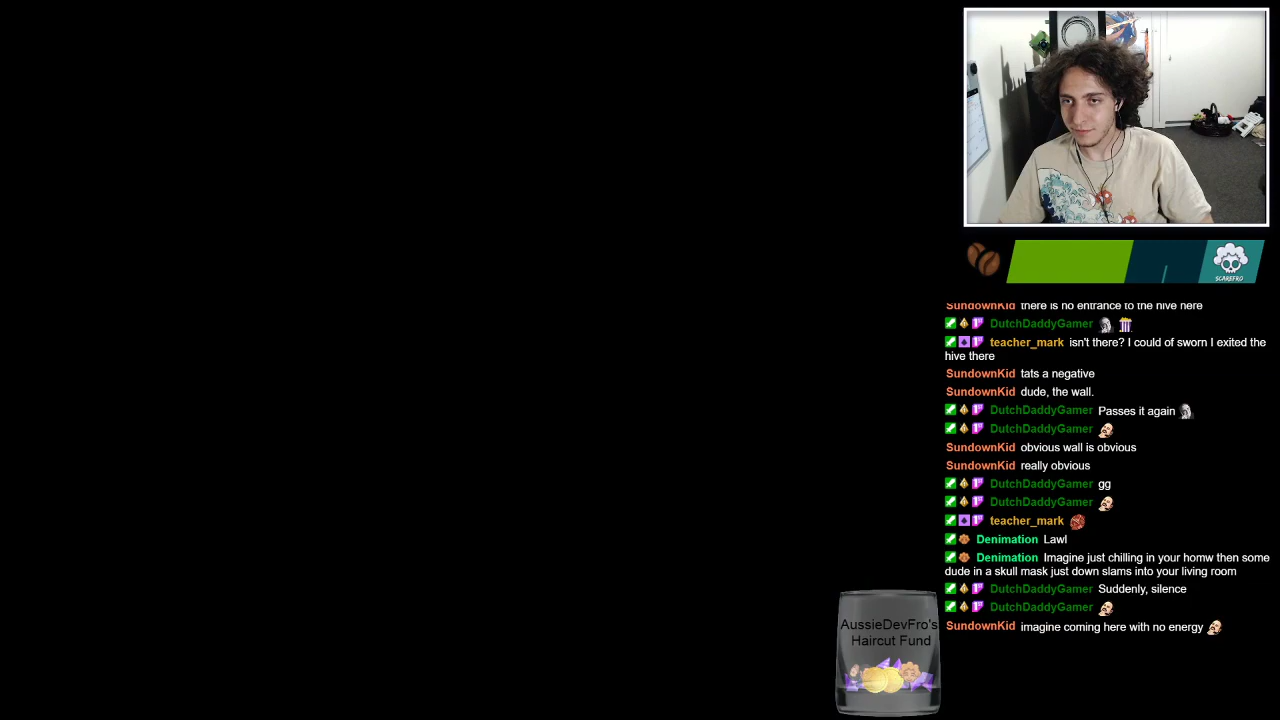 SCAREFRO
SundownKid there is no entrance to the hive here
DutchDaddyGamer
teacher_mark isn't there? I could of sworn I exited the
hive there
SundownKid tats a negative
SundownKid dude, the wall.
DutchDaddyGamer Passes it again
DutchDaddyGamer
SundownKid obvious wall is obvious
SundownKid really obvious
DutchDaddyGamer gg
DutchDaddyGamer
teacher_mark
Denimation Lawl
Denimation Imagine just chilling in your homw then some
dude in a skull mask just down slams into your living room
DutchDaddyGamer Suddenly, silence
DutchDaddyGamer
SundownKid imagine coming here with no energy
AussieDevFro's
Haircut Fund